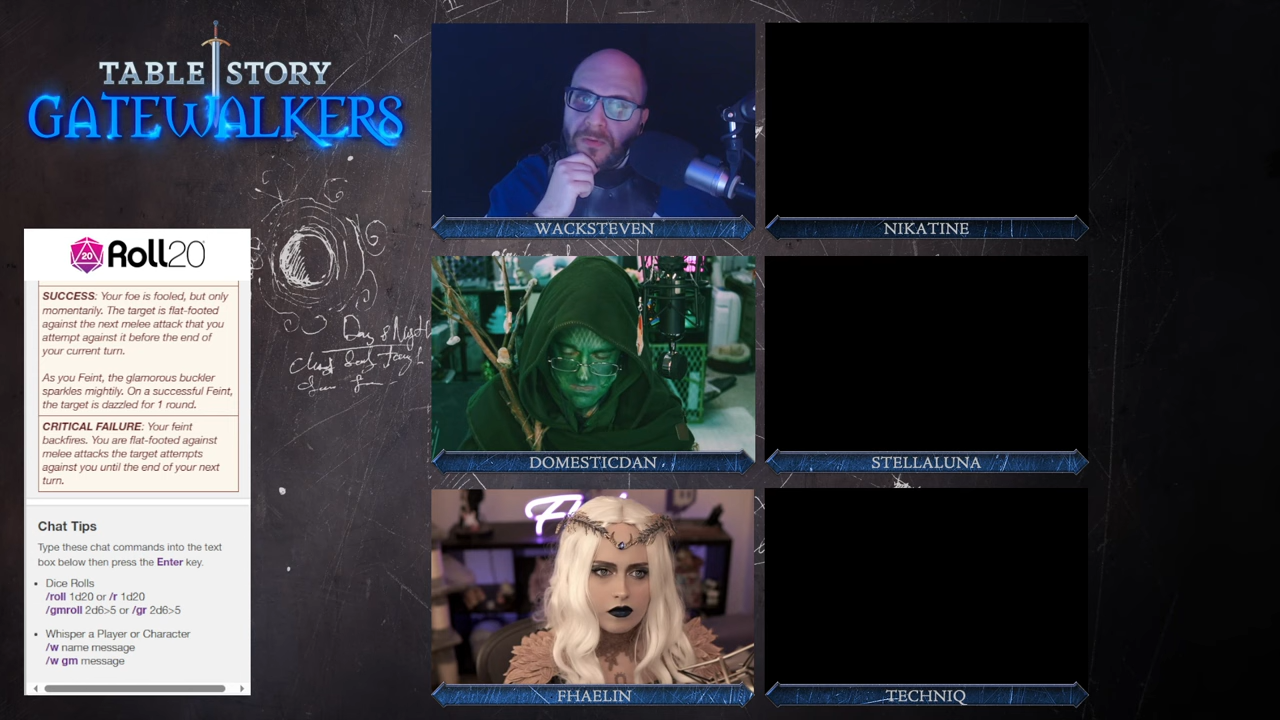 TABLE STORY
GATEWALKERS
20 Roll20
SUCCESS: Your foe is fooled, but only
momentarily. The target is flat-footed
against the next melee attack that you
attempt against it before the end of
your current turn.
As you Feint, the glamorous buckler
sparkles mightily. On a successful Feint,
the target is dazzled for 1 round.
CRITICAL FAILURE: Your feint
backfires. You are flat-footed against
melee attacks the target attempts
against you until the end of your next
turn.
Chat Tips
Type these chat commands into the text
box below then press the Enter key.
• Dice Rolls
/roll 1d20 or /r 1d20
/gmroll 2d6>5 or /gr 2d6>5
• Whisper a Player or Character
/w name message
/w gm message
Day & Night
WACKSTEVEN
NIKATINE
DOMESTICDAN
STELLALUNA
FHAELIN
TECHNIQ